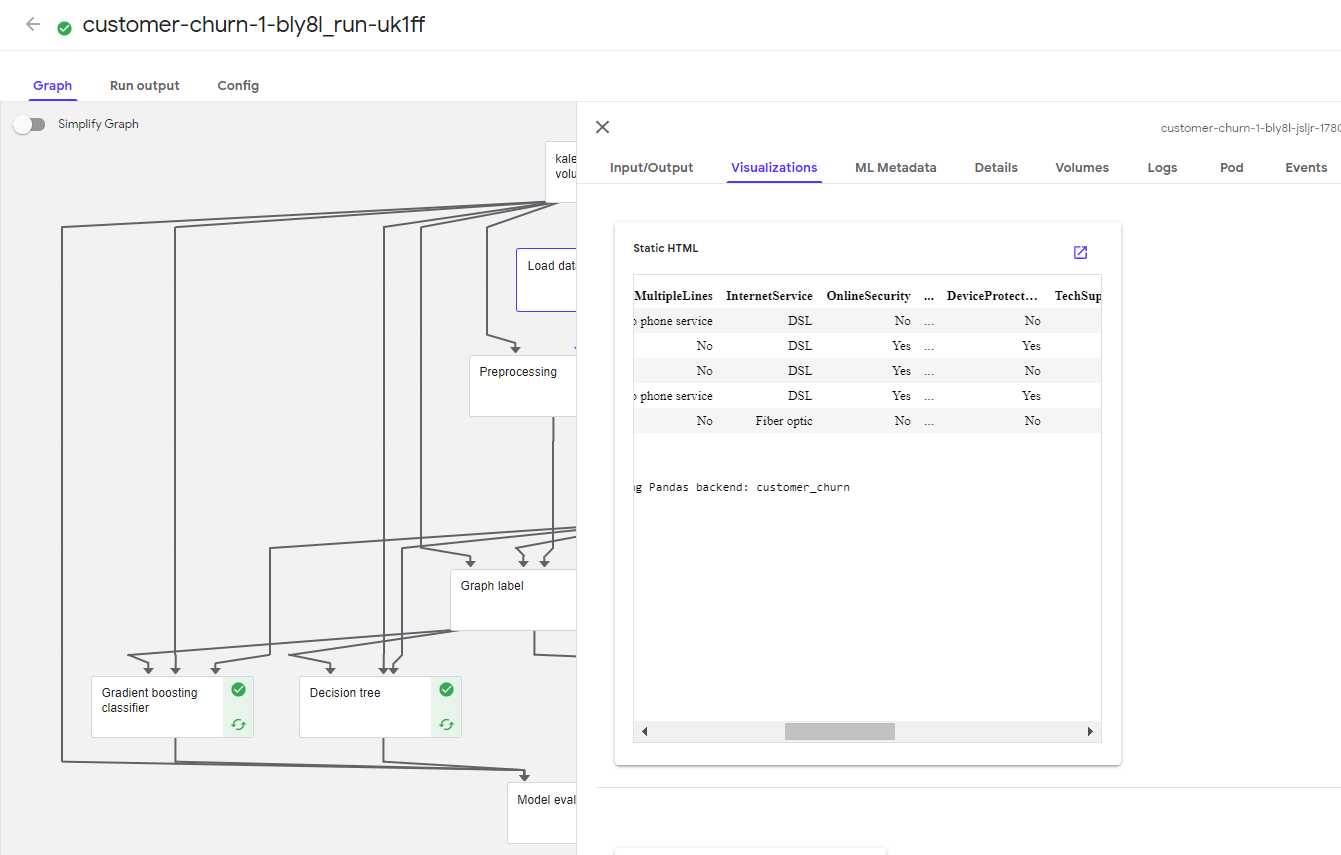 customer-churn-1-bly8l_run-uk1ff
Graph Run output Config
Simplify Graph
kale
volu
Load data
Preprocessing
Graph label
Gradient boosting
classifier
Decision tree
Model eval
customer-churn-1-bly8l-jsljr-1780
Input/Output Visualizations ML Metadata Details Volumes Logs Pod Events
Static HTML
MultipleLines InternetService OnlineSecurity ... DeviceProtect... TechSup
o phone service DSL No ... No
No DSL Yes ... Yes
No DSL Yes ... No
o phone service DSL Yes ... Yes
No Fiber optic No ... No
ng Pandas backend: customer_churn